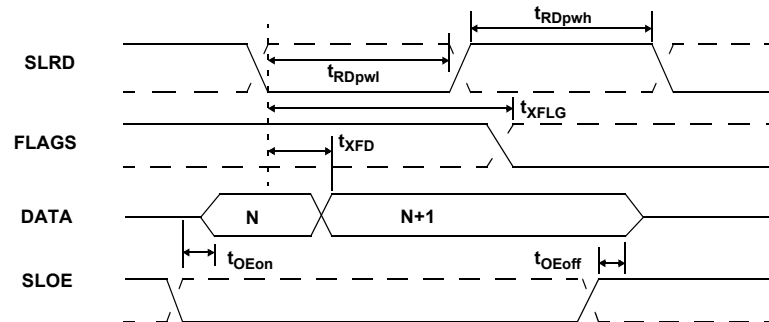 tRDpwh
SLRD
tRDpwl
tXFLG
FLAGS
tXFD
DATA
N
N+1
tOEon
tOEoff
SLOE